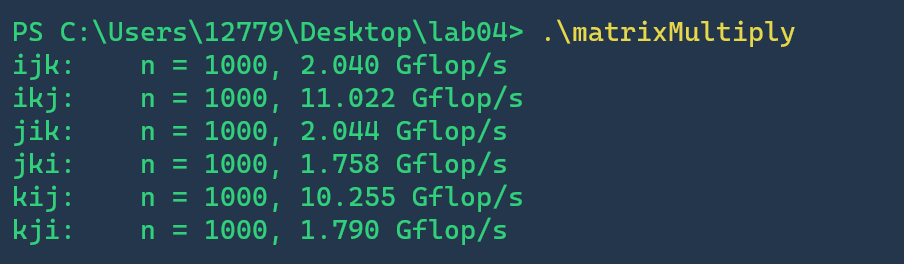 PS C:\Users\12779\Desktop\lab04> .\matrixMultiply
ijk:    n = 1000, 2.040 Gflop/s
ikj:    n = 1000, 11.022 Gflop/s
jik:    n = 1000, 2.044 Gflop/s
jki:    n = 1000, 1.758 Gflop/s
kij:    n = 1000, 10.255 Gflop/s
kji:    n = 1000, 1.790 Gflop/s